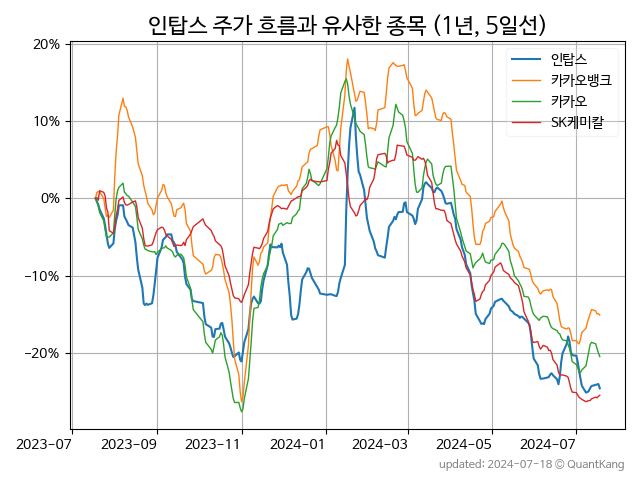 인탑스 주가 흐름과 유사한 종목 (1년, 5일선)
인탑스
카카오뱅크
카카오
SK케미칼
20%
10%
0%
−10%
−20%
2023-07 2023-09 2023-11 2024-01 2024-03 2024-05 2024-07
updated: 2024-07-18 © QuantKang